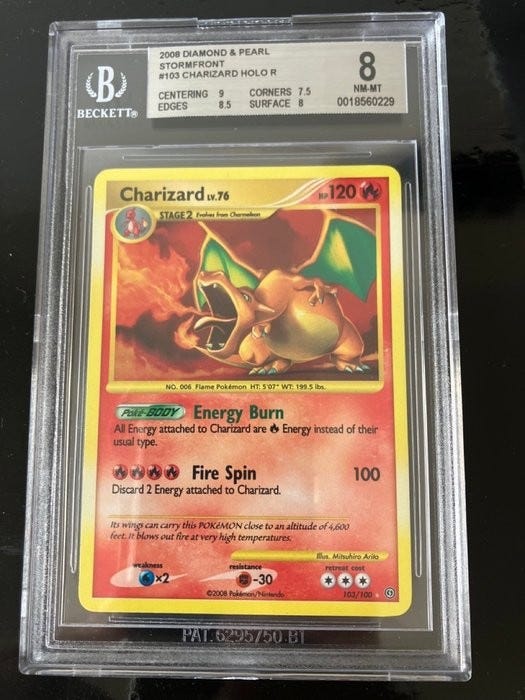 2008 DIAMOND & PEARL
STORMFRONT
#103 CHARIZARD HOLO R
CENTERING 9 CORNERS 7.5
EDGES 8.5 SURFACE 8
8
NM-MT
0018560229
B
BECKETT®
Charizard LV.76
HP 120
STAGE 2 Evolves from Charmeleon
NO. 006 Flame Pokémon HT: 5'07" WT: 199.5 lbs.
Poké-BODY Energy Burn
All Energy attached to Charizard are Energy instead of their
usual type.
Fire Spin 100
Discard 2 Energy attached to Charizard.
Its wings can carry this POKéMON close to an altitude of 4,600
feet. It blows out fire at very high temperatures.
Illus. Mitsuhiro Arita
weakness resistance retreat cost
×2 -30
©2008 Pokémon/Nintendo 103/100
PAT. 6295750 B1